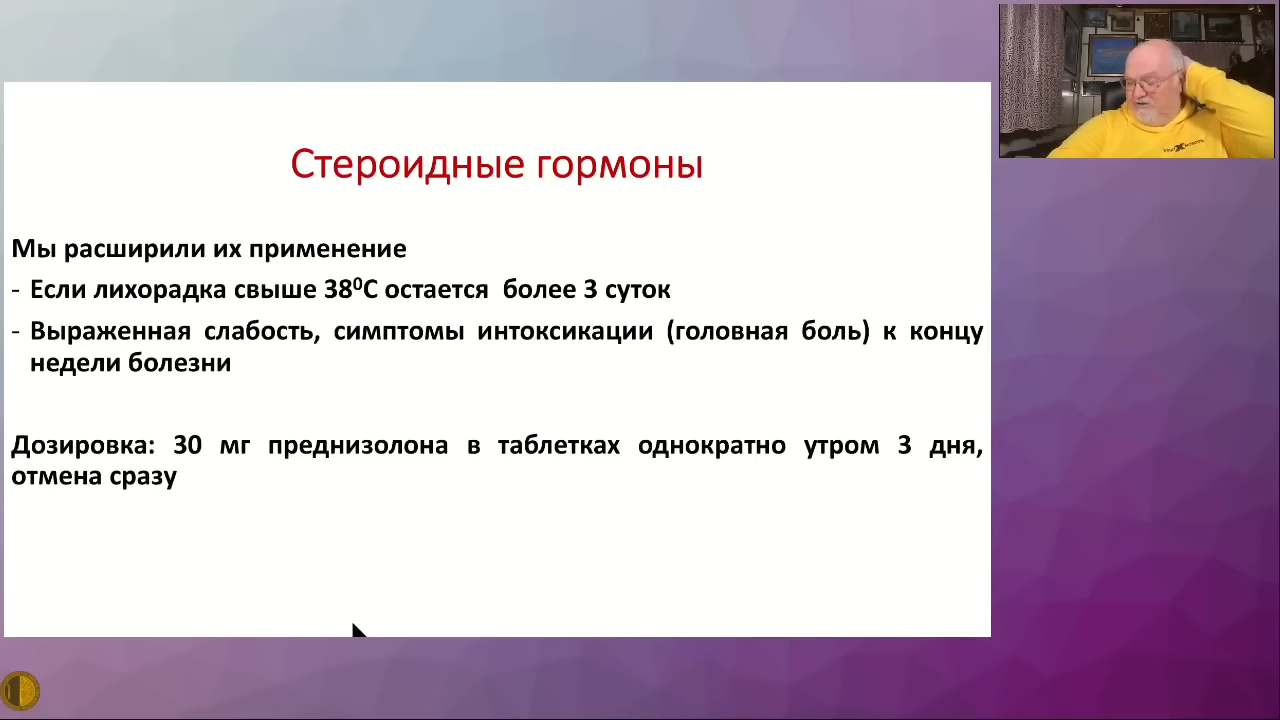 Стероидные гормоны
Мы расширили их применение
- Если лихорадка свыше 38⁰С остается более 3 суток
- Выраженная слабость, симптомы интоксикации (головная боль) к концу
недели болезни
Дозировка: 30 мг преднизолона в таблетках однократно утром 3 дня,
отмена сразу